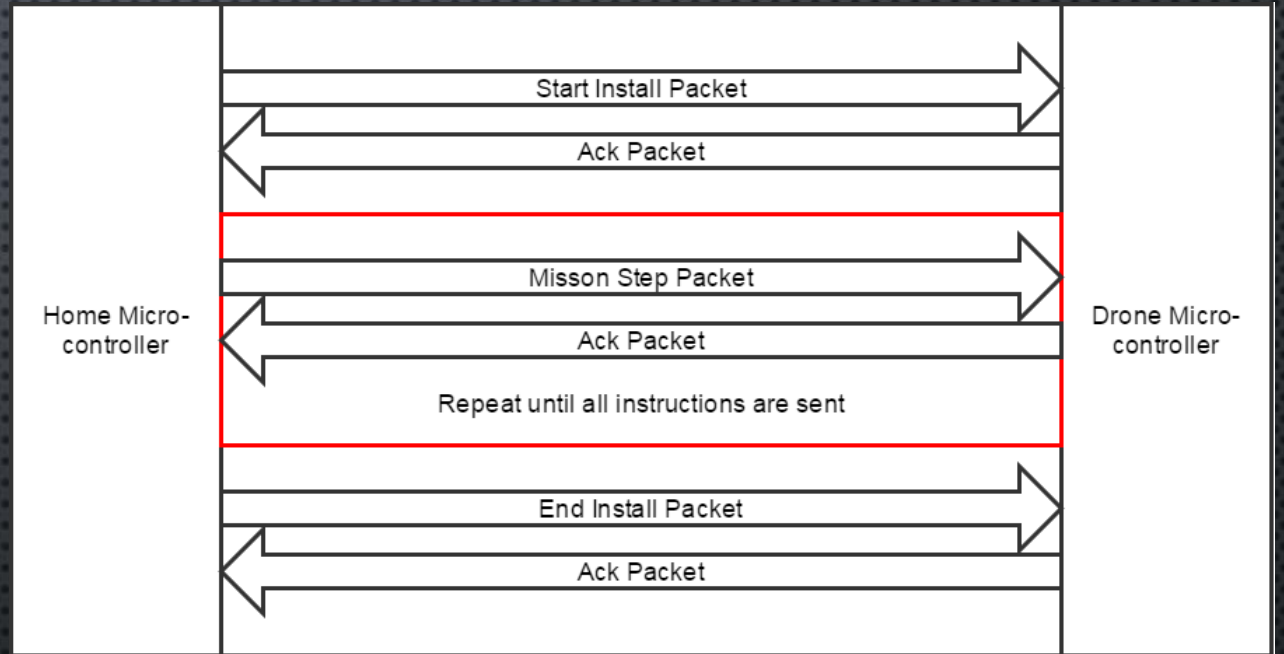 Start Install Packet
Ack Packet
Misson Step Packet
Home Micro-
controller
Ack Packet
Drone Micro-
controller
Repeat until all instructions are sent
End Install Packet
Ack Packet